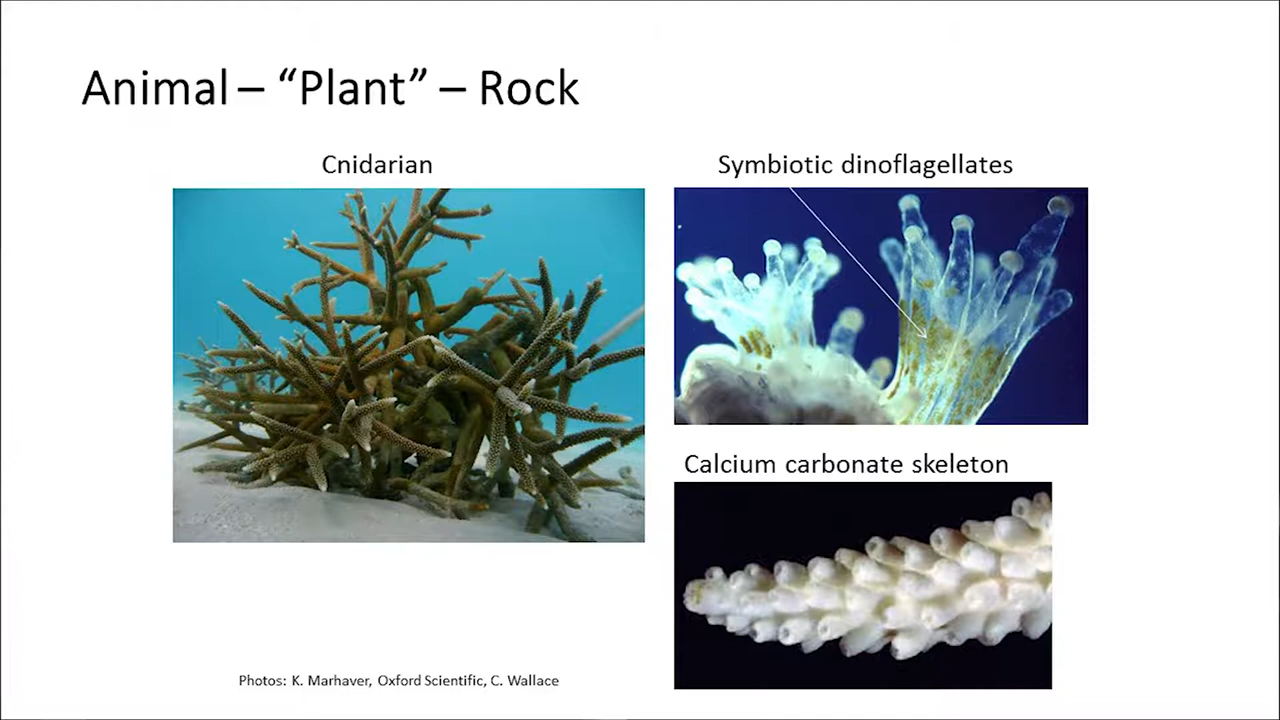 Animal – “Plant” – Rock
Cnidarian
Symbiotic dinoflagellates
Calcium carbonate skeleton
Photos: K. Marhaver, Oxford Scientific, C. Wallace